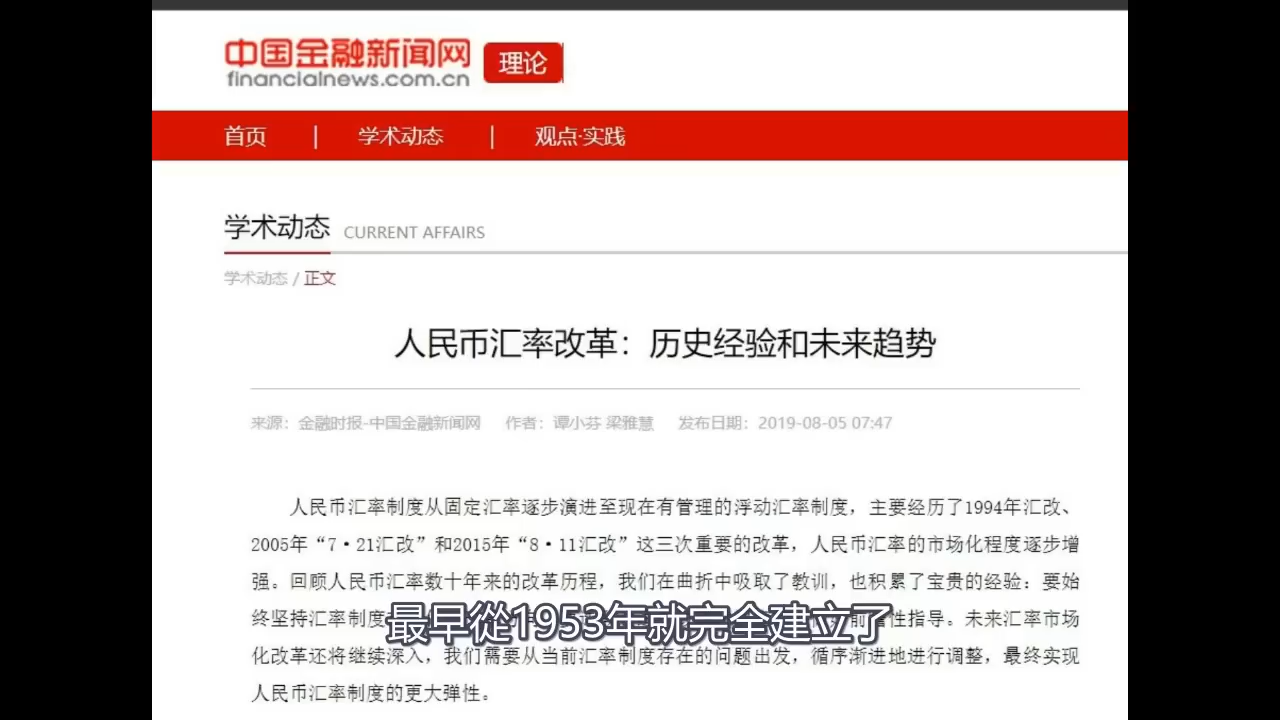 中国金融新闻网 理论
financialnews.com.cn
首页 | 学术动态 | 观点·实践
学术动态 CURRENT AFFAIRS
学术动态 / 正文
人民币汇率改革：历史经验和未来趋势
来源：金融时报-中国金融新闻网 作者：谭小芬 梁雅慧 发布日期：2019-08-05 07:47
人民币汇率制度从固定汇率逐步演进至现在有管理的浮动汇率制度，主要经历了1994年汇改、
2005年“7·21汇改”和2015年“8·11汇改”这三次重要的改革，人民币汇率的市场化程度逐步增
强。回顾人民币汇率数十年来的改革历程，我们在曲折中吸取了教训，也积累了宝贵的经验：要始
终坚持汇率制度 性指导。未来汇率市场
最早從1953年就完全建立了
化改革还将继续深入，我们需要从当前汇率制度存在的问题出发，循序渐进地进行调整，最终实现
人民币汇率制度的更大弹性。